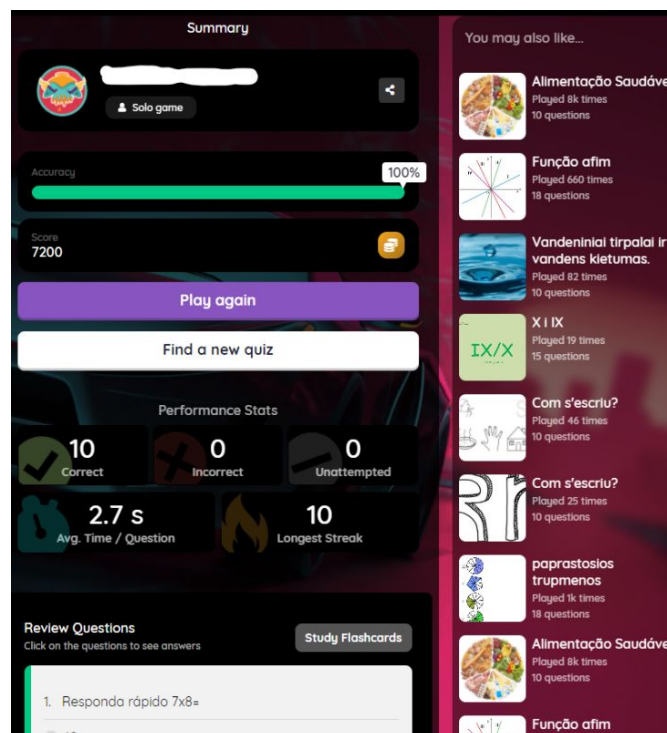 Summary
Solo game
Accuracy
100%
Score
7200
Play again
Find a new quiz
Performance Stats
10
Correct
0
Incorrect
0
Unattempted
2.7 s
Avg. Time / Question
10
Longest Streak
Review Questions
Click on the questions to see answers
Study Flashcards
1. Responda rápido 7x8=
You may also like...
Alimentação Saudáve
Played 8k times
10 questions
Função afim
Played 660 times
18 questions
Vandeniniai tirpalai ir
vandens kietumas.
Played 82 times
10 questions
IX/X
X i IX
Played 19 times
15 questions
Com s'escriu?
Played 46 times
10 questions
Com s'escriu?
Played 25 times
10 questions
paprastosios
trupmenos
Played 1k times
18 questions
Alimentação Saudáve
Played 8k times
10 questions
Função afim